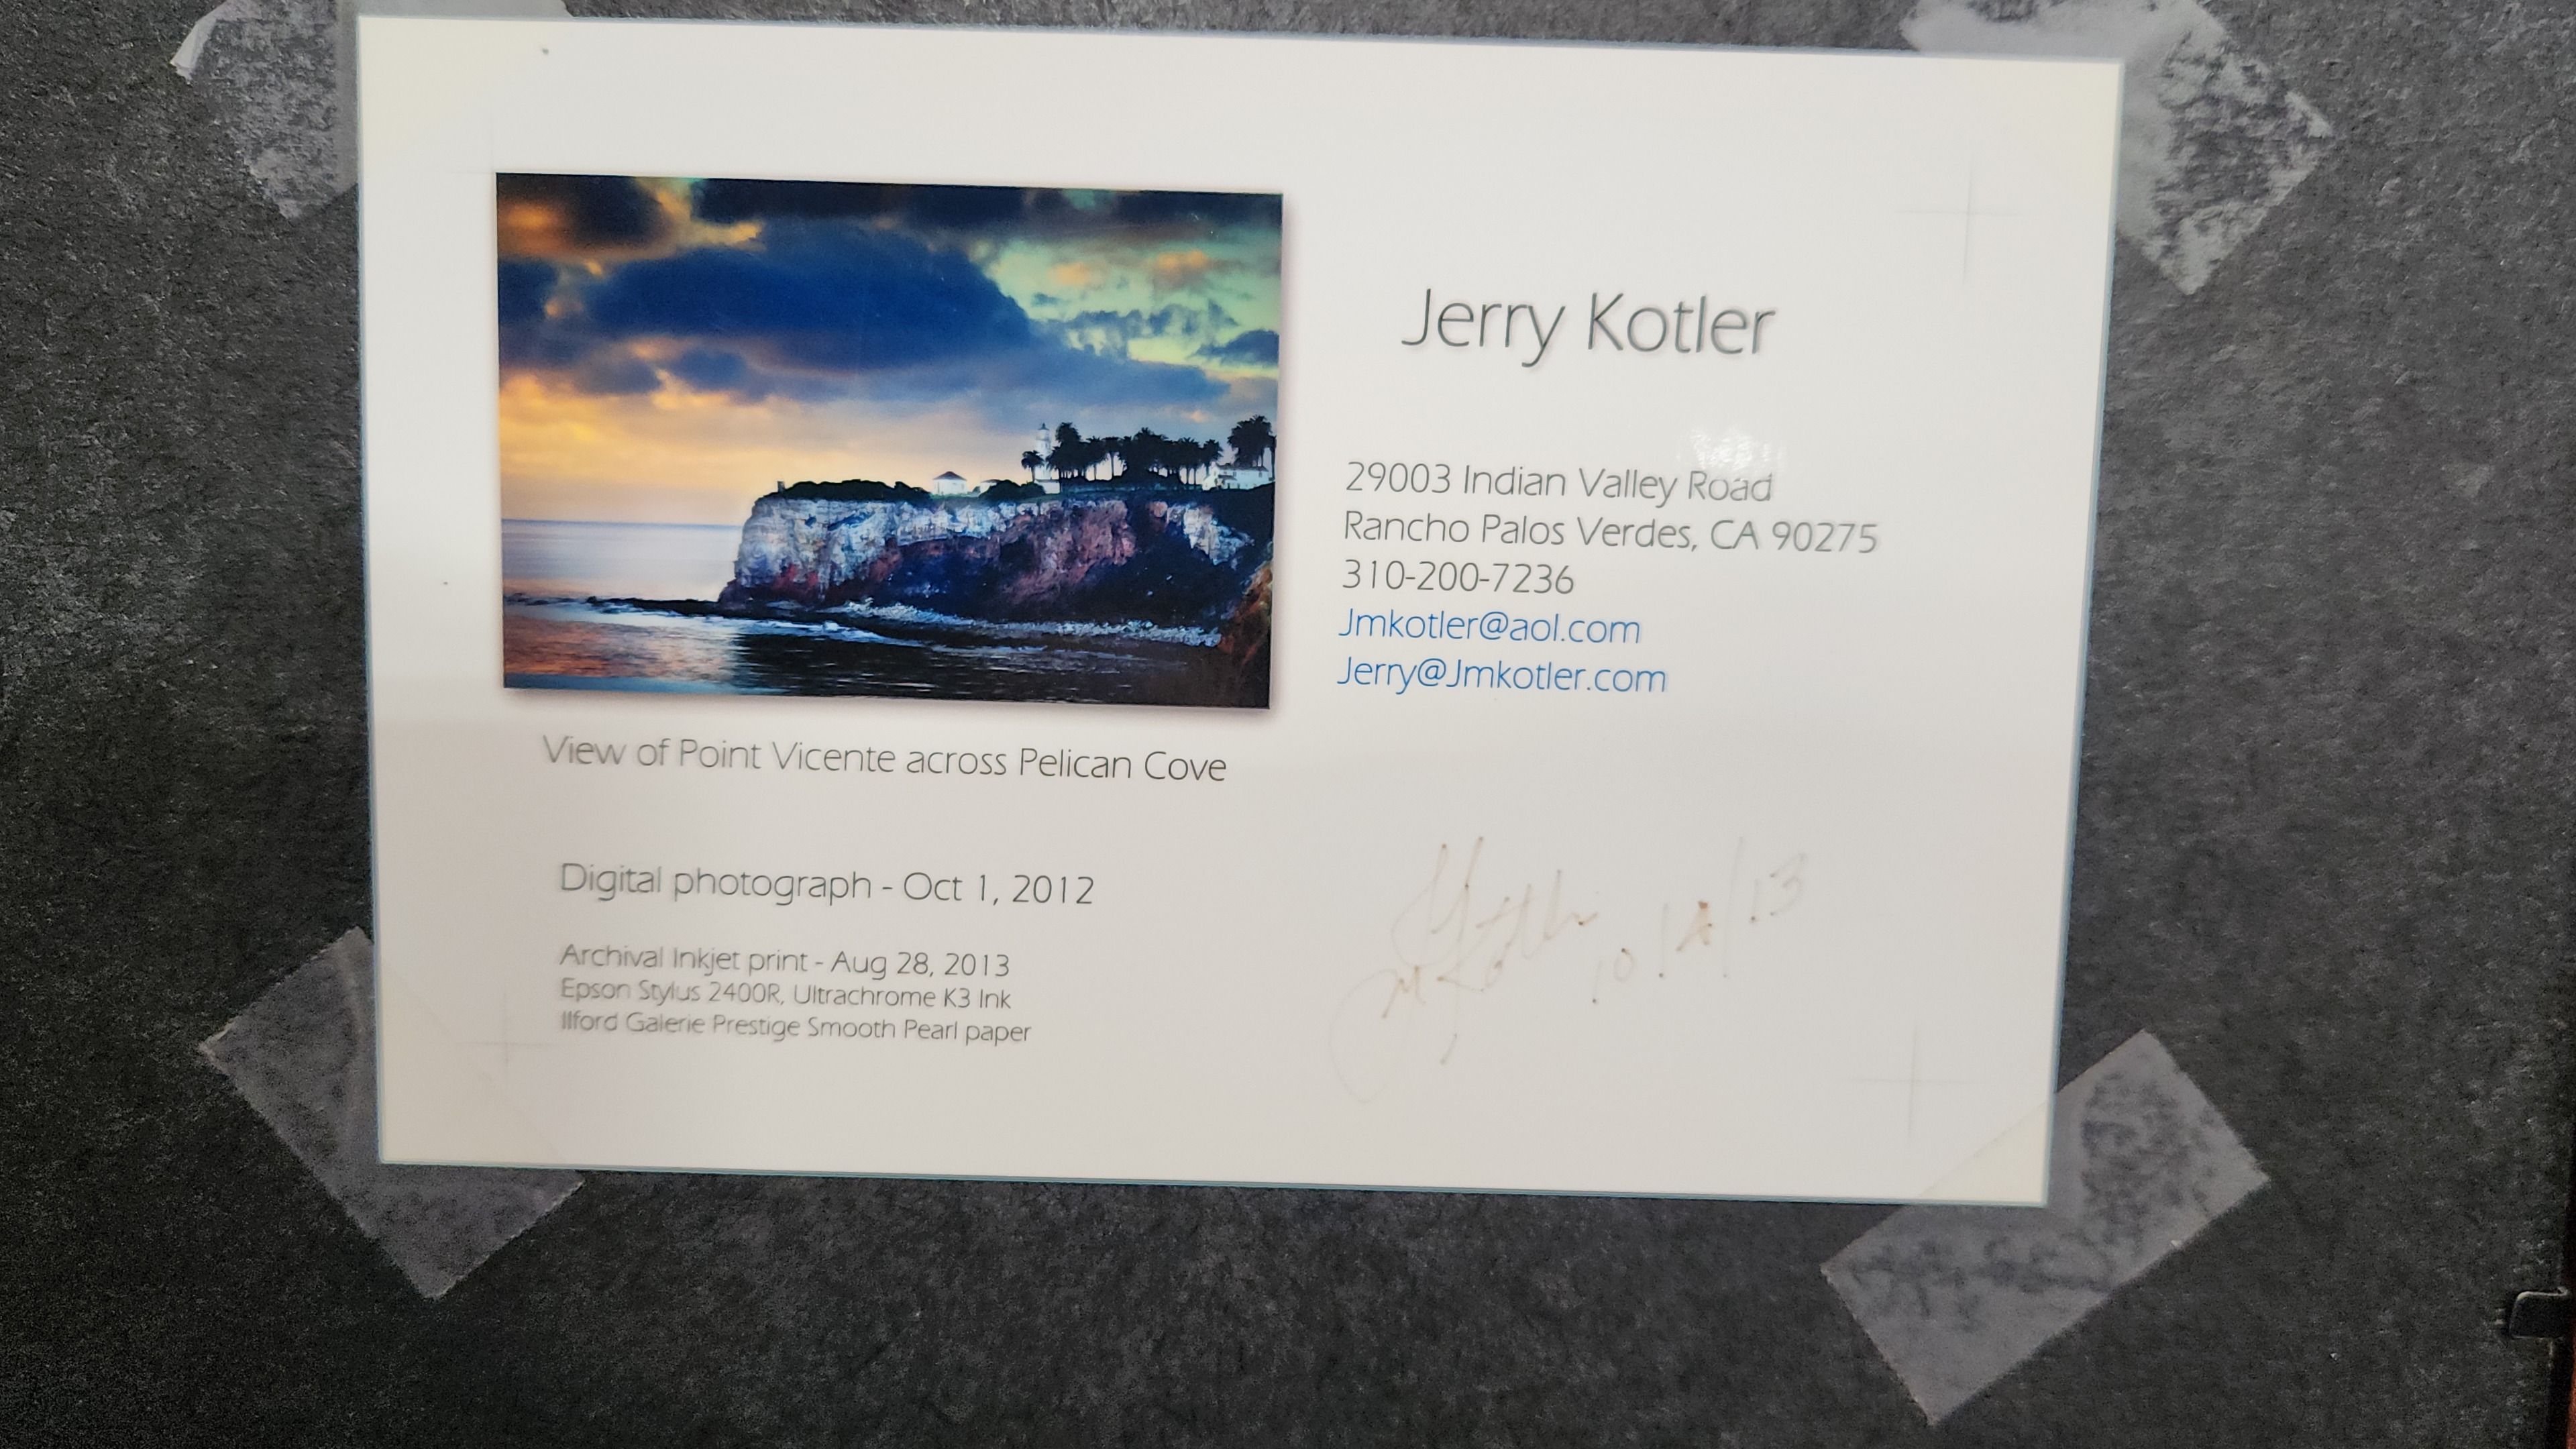 Jerry Kotler
29003 Indian Valley Road
Rancho Palos Verdes, CA 90275
310-200-7236
Jmkotler@aol.com
Jerry@Jmkotler.com
View of Point Vicente across Pelican Cove
Digital photograph - Oct 1, 2012
Archival Inkjet print - Aug 28, 2013
Epson Stylus 2400R, Ultrachrome K3 Ink
Ilford Galerie Prestige Smooth Pearl paper